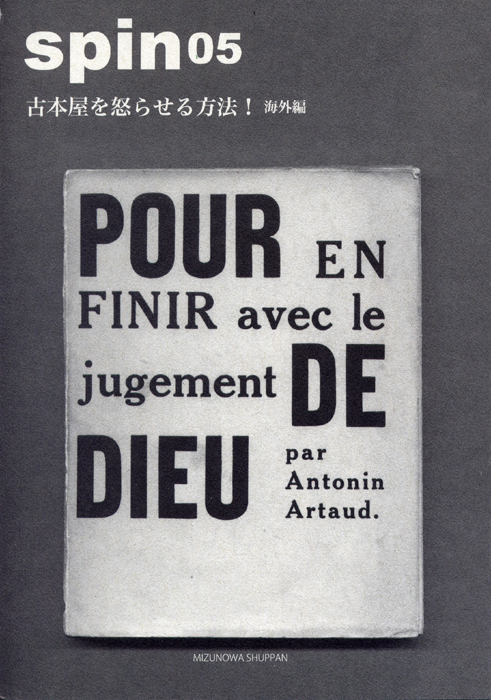 spin05
古本屋を怒らせる方法！ 海外編
POUR EN
FINIR avec le
jugement DE
DIEU par
Antonin
Artaud.
MIZUNOWA SHUPPAN